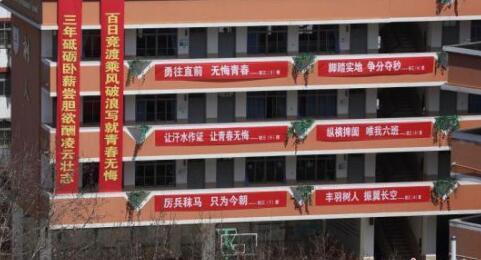 三年砥砺卧薪尝胆欲酬凌云壮志
百日竞渡乘风破浪写就青春无悔
勇往直前 无悔青春
脚踏实地 争分夺秒
让汗水作证 让青春无悔
纵横捭阖 唯我六班
厉兵秣马 只为今朝
丰羽树人 振翼长空